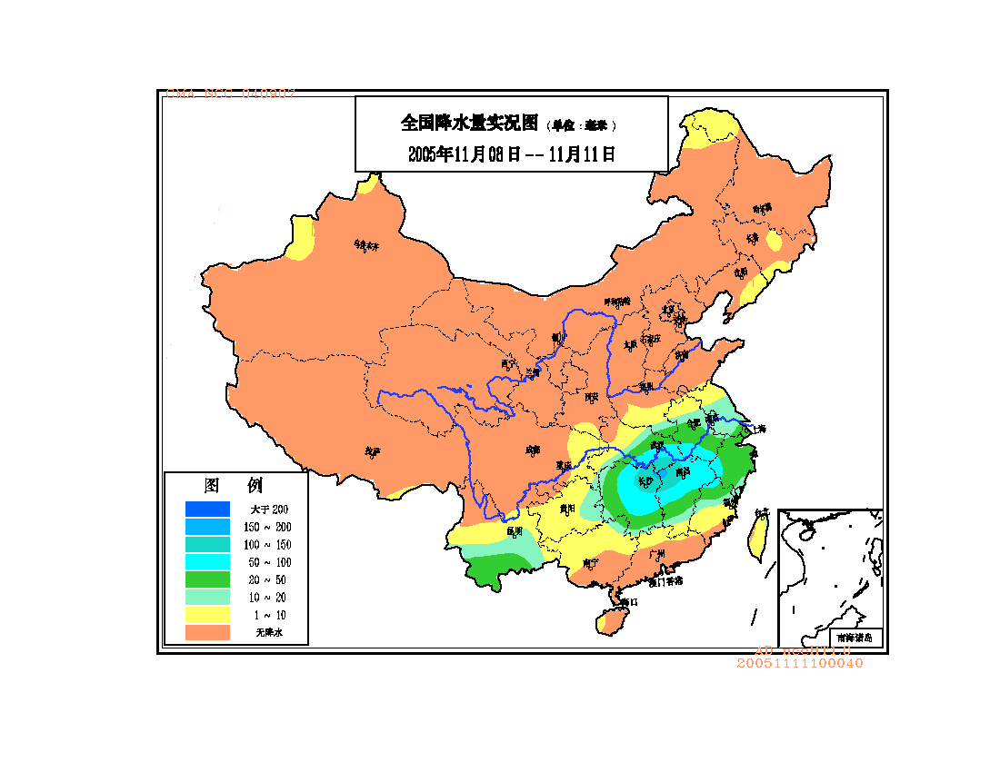 CMA NCC 040902
全国降水量实况图（单位：毫米）
2005年11月08日--11月11日
哈尔滨
长春
乌鲁木齐
沈阳
呼和浩特
北京
天津
银川
太原
石家庄
西宁
济南
兰州
郑州
西安
合肥
南京
上海
成都
武汉
拉萨
重庆
长沙
南昌
图 例
贵阳
福州
大于 200
150 ~ 200
昆明
台北
100 ~ 150
50 ~ 100
南宁
广州
20 ~ 50
澳门香港
10 ~ 20
海口
1 ~ 10
无降水
南海诸岛
20051111100040